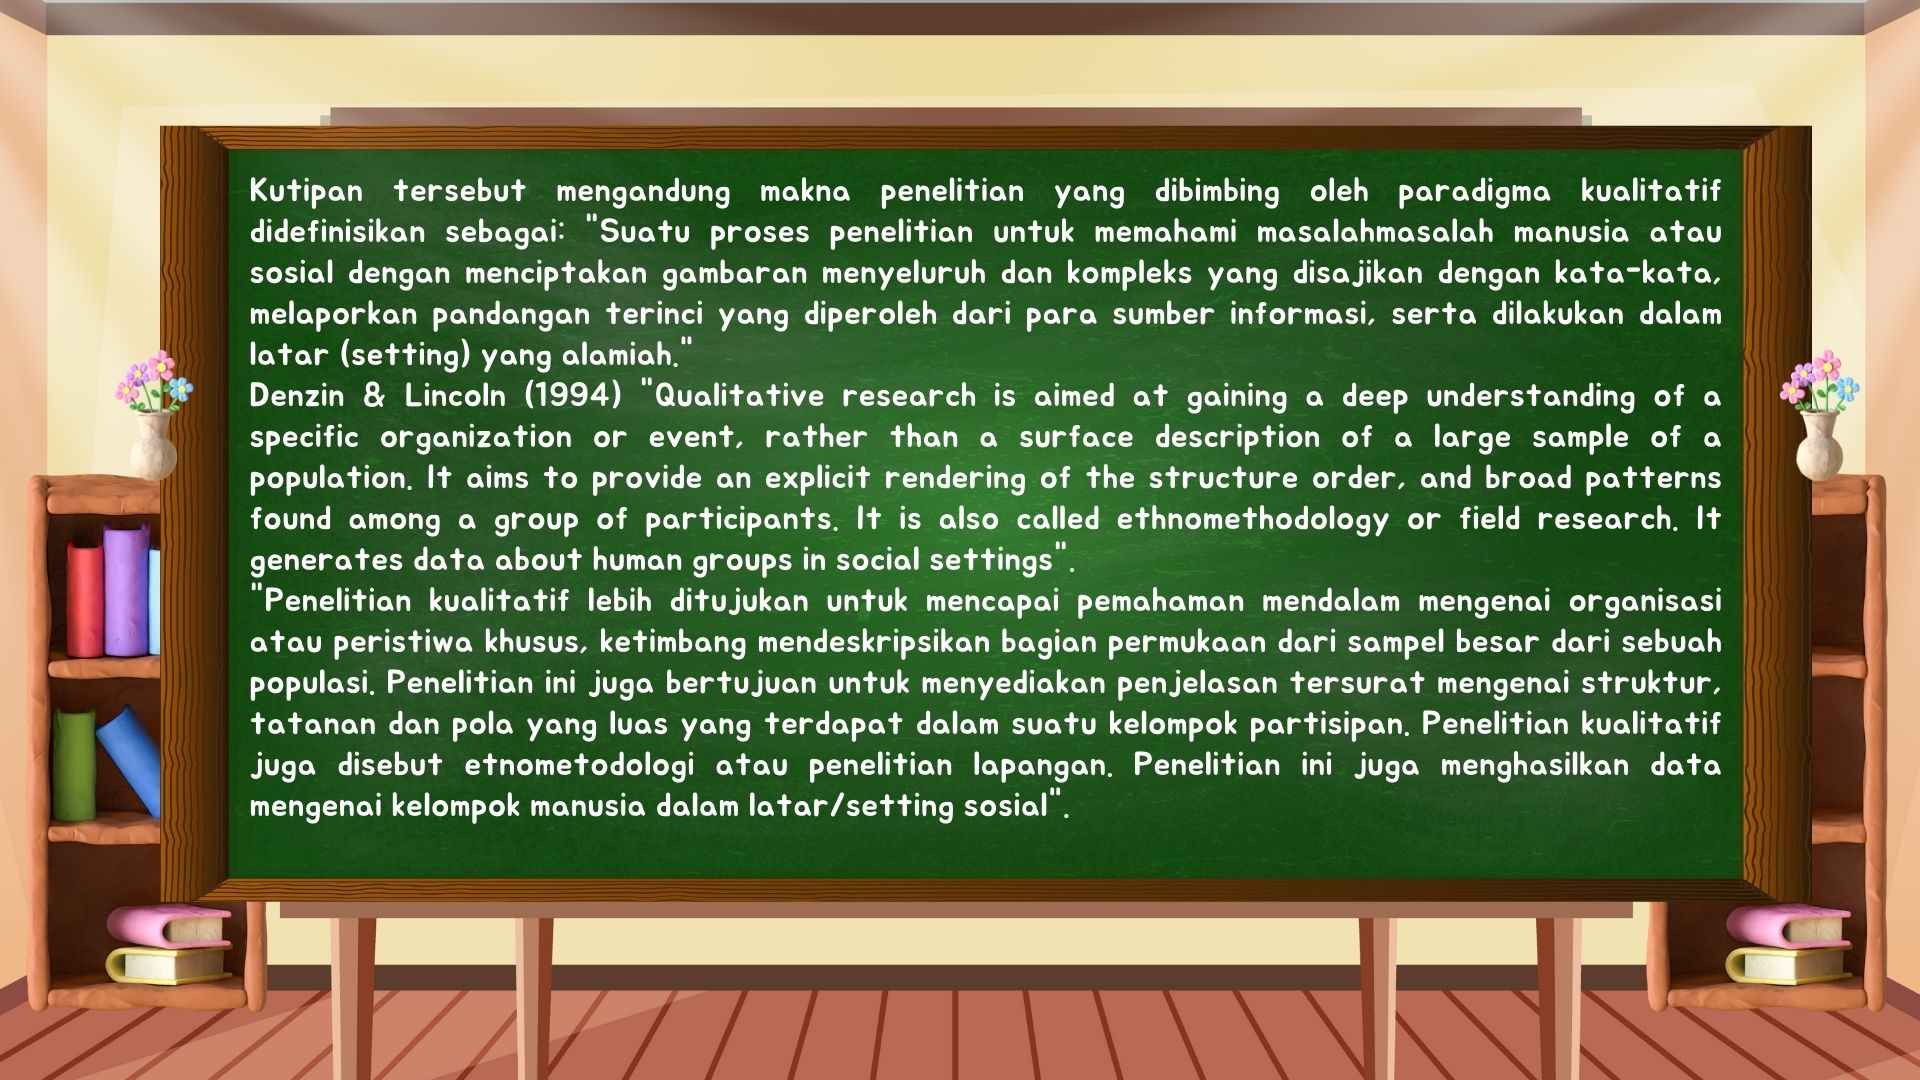 Kutipan tersebut mengandung makna penelitian yang dibimbing oleh paradigma kualitatif
didefinisikan sebagai: "Suatu proses penelitian untuk memahami masalahmasalah manusia atau
sosial dengan menciptakan gambaran menyeluruh dan kompleks yang disajikan dengan kata-kata,
melaporkan pandangan terinci yang diperoleh dari para sumber informasi, serta dilakukan dalam
latar (setting) yang alamiah."
Denzin & Lincoln (1994) "Qualitative research is aimed at gaining a deep understanding of a
specific organization or event, rather than a surface description of a large sample of a
population. It aims to provide an explicit rendering of the structure order, and broad patterns
found among a group of participants. It is also called ethnomethodology or field research. It
generates data about human groups in social settings".
"Penelitian kualitatif lebih ditujukan untuk mencapai pemahaman mendalam mengenai organisasi
atau peristiwa khusus, ketimbang mendeskripsikan bagian permukaan dari sampel besar dari sebuah
populasi. Penelitian ini juga bertujuan untuk menyediakan penjelasan tersurat mengenai struktur,
tatanan dan pola yang luas yang terdapat dalam suatu kelompok partisipan. Penelitian kualitatif
juga disebut etnometodologi atau penelitian lapangan. Penelitian ini juga menghasilkan data
mengenai kelompok manusia dalam latar/setting sosial".